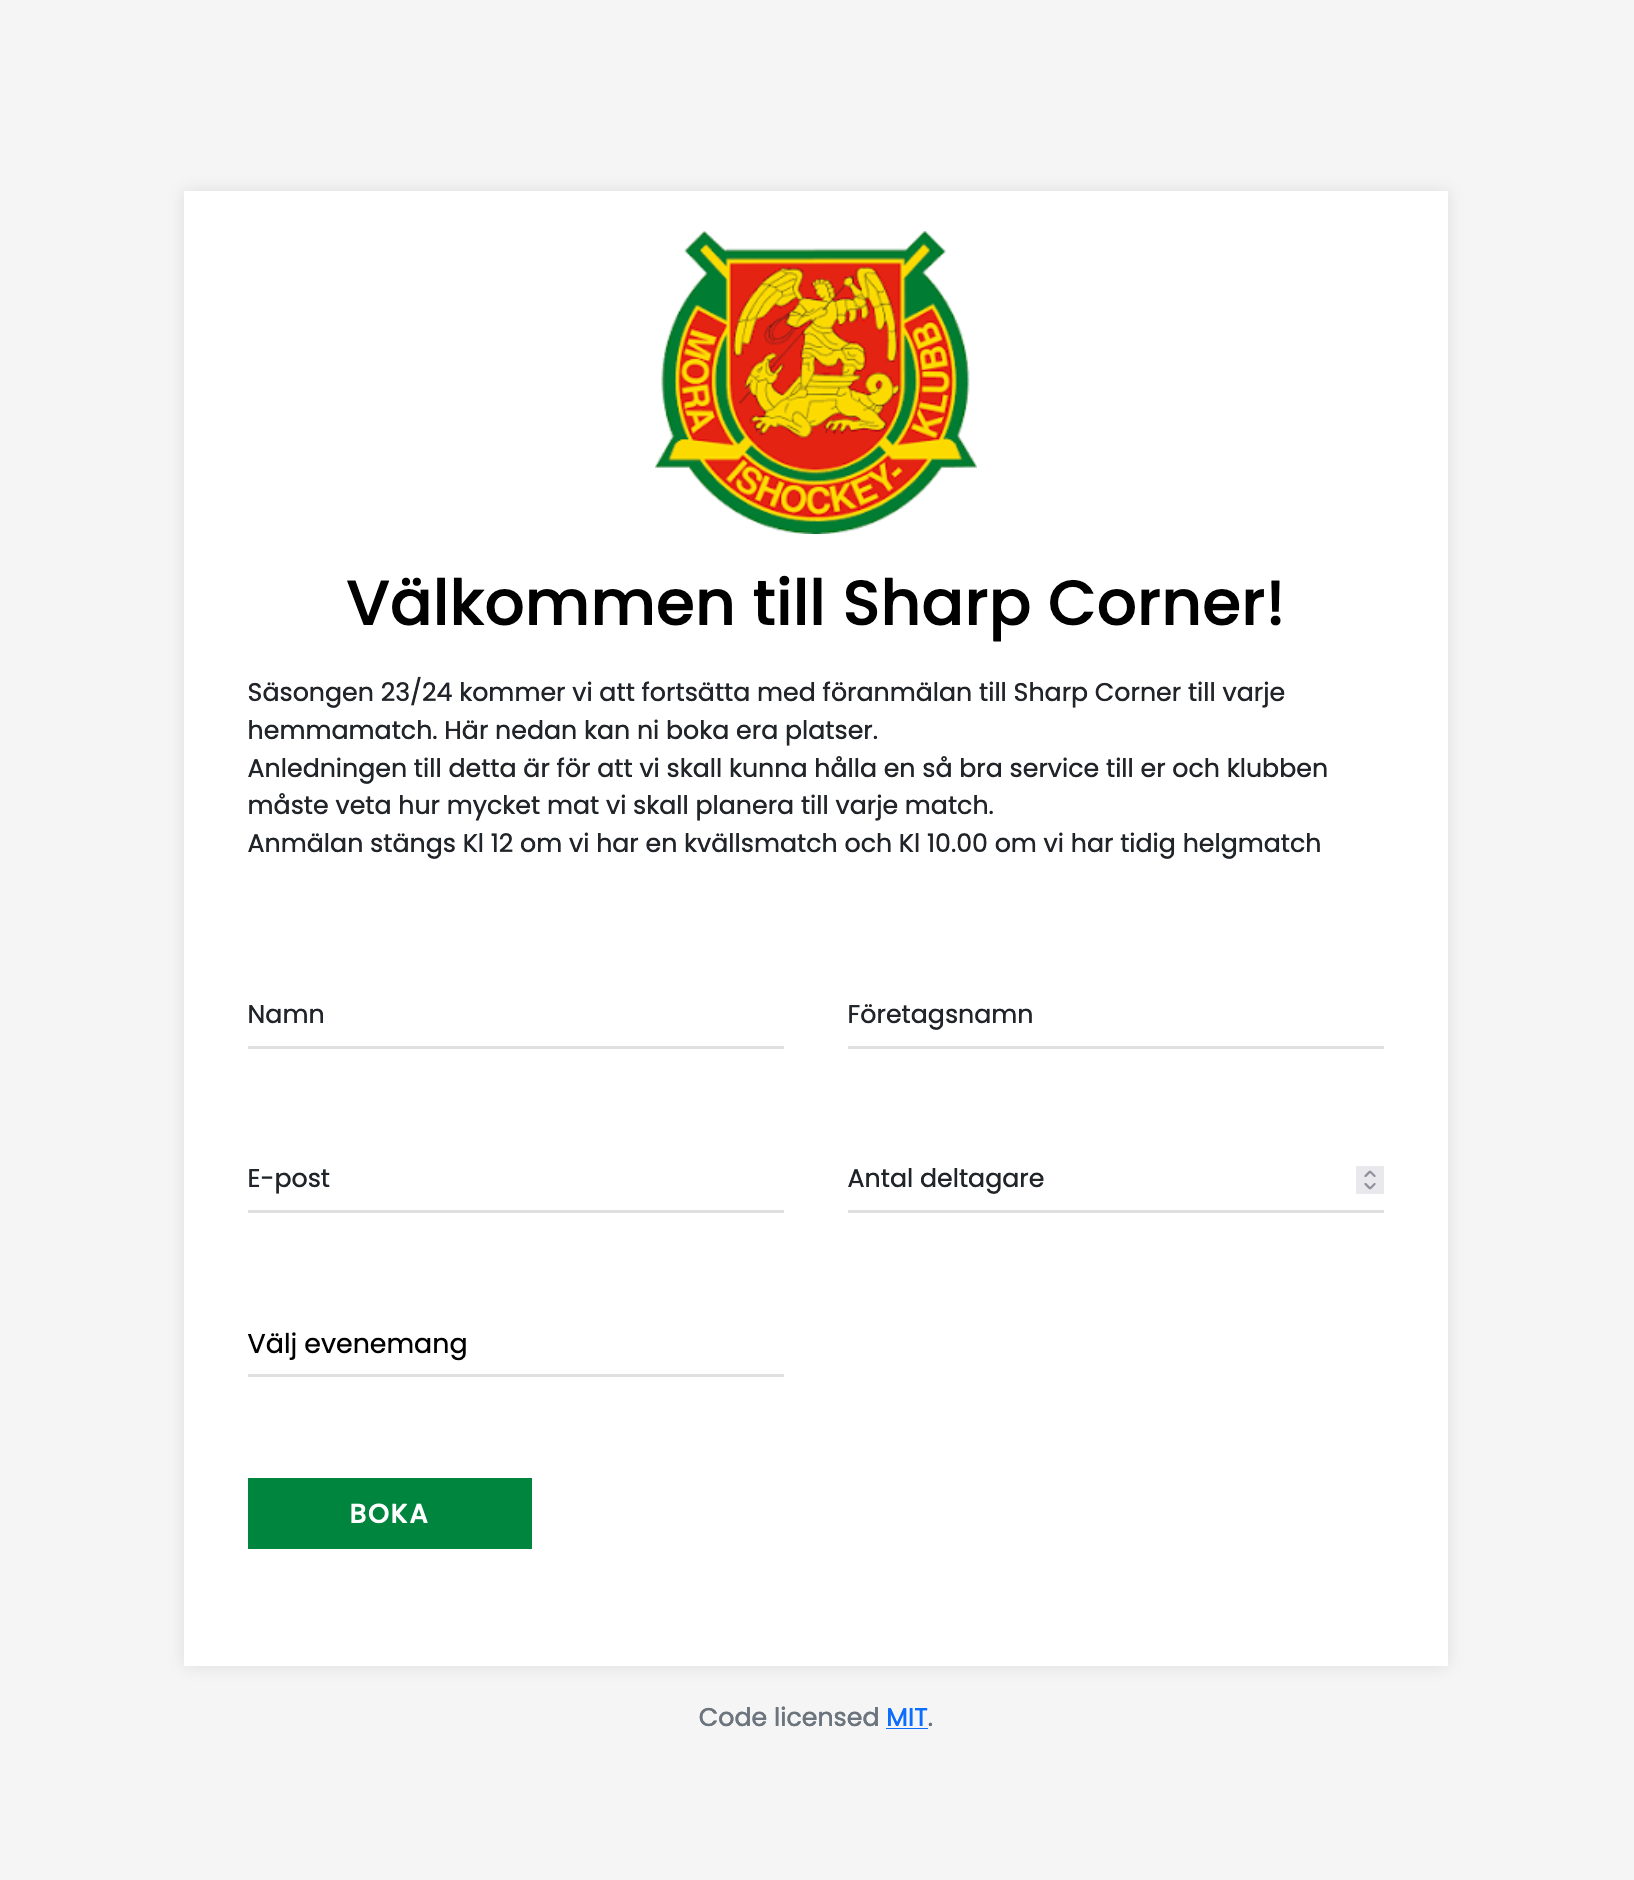 MORA
ISHOCKEY-
KLUBB
Välkommen till Sharp Corner!
Säsongen 23/24 kommer vi att fortsätta med föranmälan till Sharp Corner till varje
hemmamatch. Här nedan kan ni boka era platser.
Anledningen till detta är för att vi skall kunna hålla en så bra service till er och klubben
måste veta hur mycket mat vi skall planera till varje match.
Anmälan stängs Kl 12 om vi har en kvällsmatch och Kl 10.00 om vi har tidig helgmatch
Namn
Företagsnamn
E-post
Antal deltagare
Välj evenemang
BOKA
Code licensed MIT.